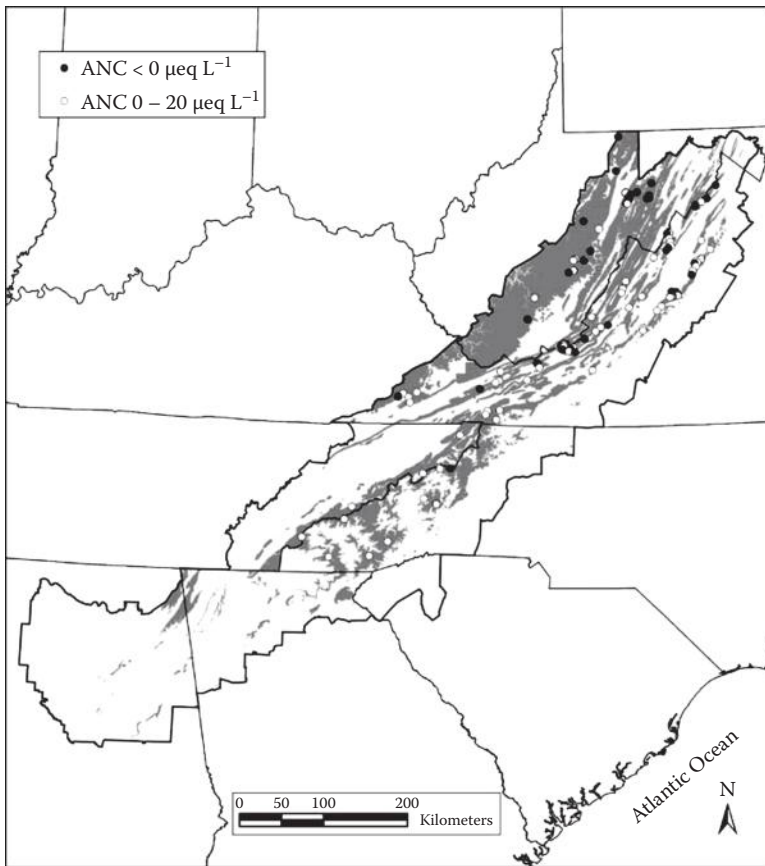 ANC < 0 μeq L⁻¹
ANC 0 – 20 μeq L⁻¹
Atlantic Ocean
N
0 50 100 200
Kilometers